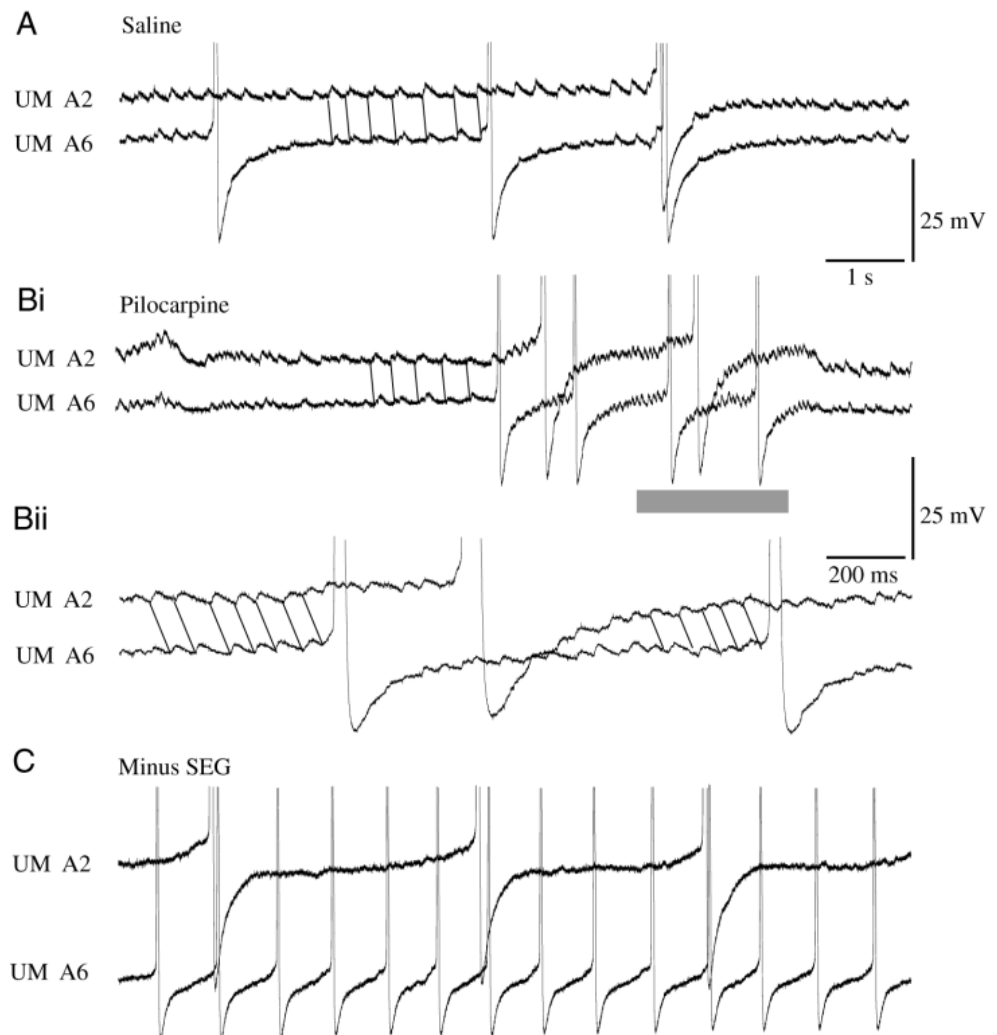 A
Saline
UM A2
UM A6
25 mV
1 s
Bi
Pilocarpine
UM A2
UM A6
25 mV
Bii
200 ms
UM A2
UM A6
C
Minus SEG
UM A2
UM A6